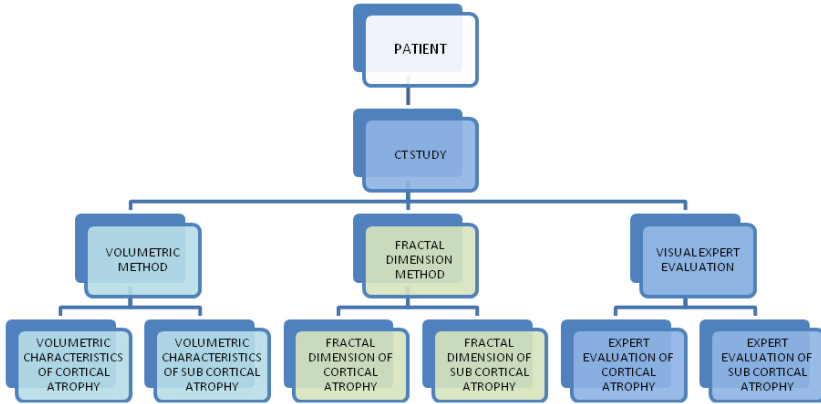 PATIENT
CT STUDY
VOLUMETRIC
METHOD
FRACTAL
DIMENSION
METHOD
VISUAL EXPERT
EVALUATION
VOLUMETRIC
CHARACTERISTICS
OF CORTICAL
ATROPHY
VOLUMETRIC
CHARACTERISTICS
OF SUB CORTICAL
ATROPHY
FRACTAL
DIMENSION OF
CORTICAL
ATROPHY
FRACTAL
DIMENSION OF
SUB CORTICAL
ATROPHY
EXPERT
EVALUATION OF
CORTICAL
ATROPHY
EXPERT
EVALUATION OF
SUB CORTICAL
ATROPHY